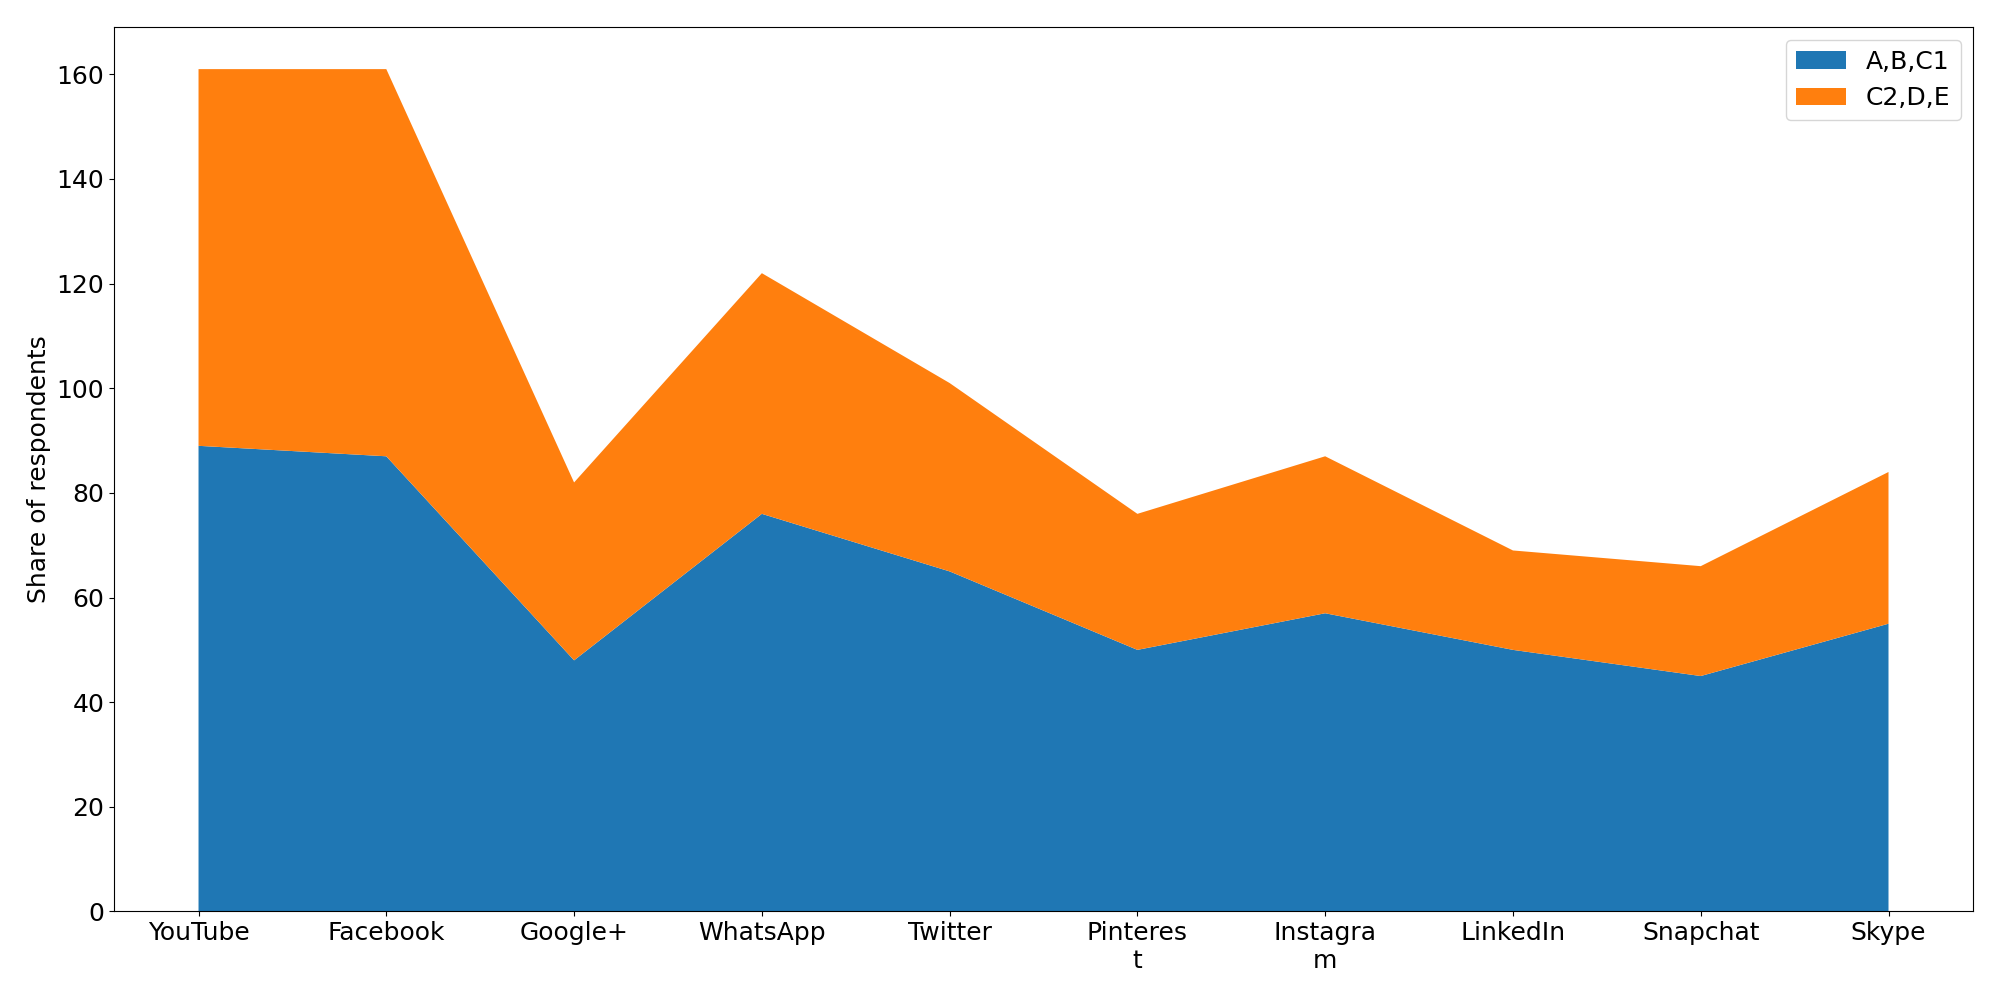 Share of respondents
160
140
120
100
80
60
40
20
0
A,B,C1
C2,D,E
YouTube
Facebook
Google+
WhatsApp
Twitter
Pinteres
t
Instagra
m
LinkedIn
Snapchat
Skype